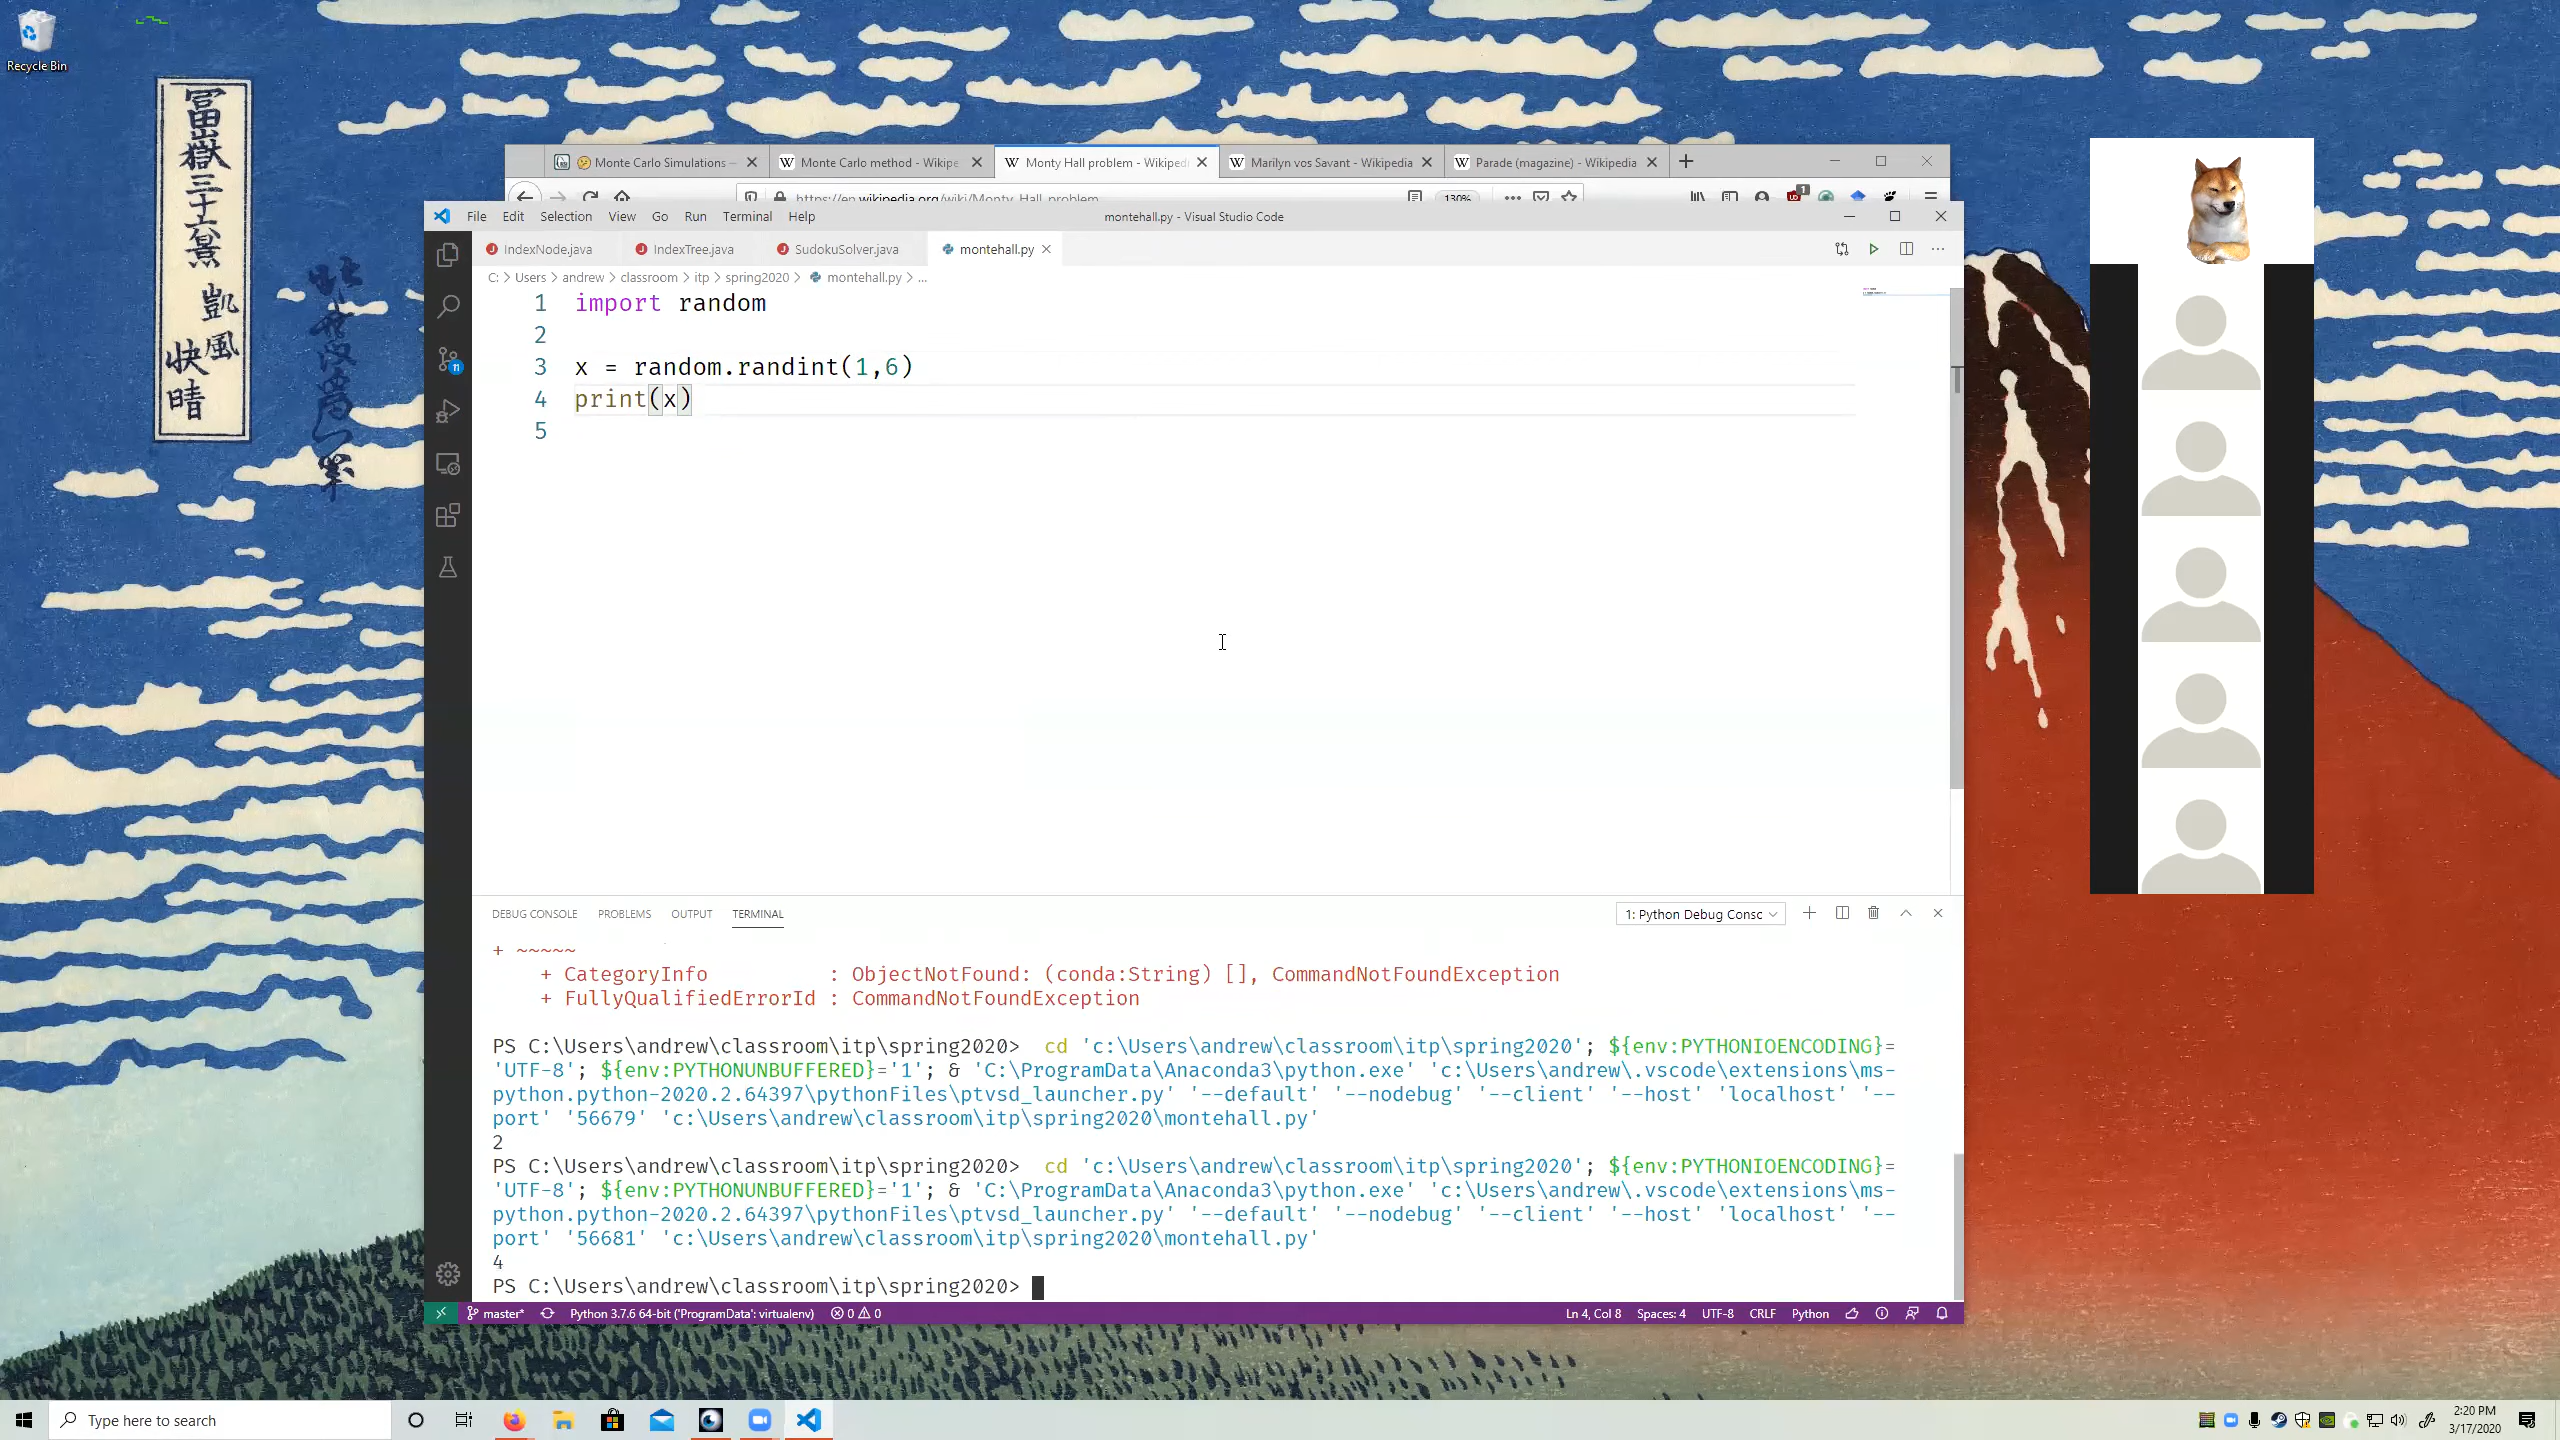 Recycle Bin
冨嶽三十六景 凱風快晴
Monte Carlo Simulations –
Monte Carlo method - Wikipe
Monty Hall problem - Wikiped
Marilyn vos Savant - Wikipedia
Parade (magazine) - Wikipedia
https://en.wikipedia.org/wiki/Monty_Hall_problem
130%
1
File Edit Selection View Go Run Terminal Help
montehall.py - Visual Studio Code
IndexNode.java
IndexTree.java
SudokuSolver.java
montehall.py
C: > Users > andrew > classroom > itp > spring2020 > montehall.py > ...
1 import random
2
3 x = random.randint(1,6)
4 print(x)
5
11
DEBUG CONSOLE PROBLEMS OUTPUT TERMINAL
1: Python Debug Consc
+ ~~~~~
+ CategoryInfo : ObjectNotFound: (conda:String) [], CommandNotFoundException
+ FullyQualifiedErrorId : CommandNotFoundException
PS C:\Users\andrew\classroom\itp\spring2020> cd 'c:\Users\andrew\classroom\itp\spring2020'; ${env:PYTHONIOENCODING}=
'UTF-8'; ${env:PYTHONUNBUFFERED}='1'; & 'C:\ProgramData\Anaconda3\python.exe' 'c:\Users\andrew\.vscode\extensions\ms-
python.python-2020.2.64397\pythonFiles\ptvsd_launcher.py' '--default' '--nodebug' '--client' '--host' 'localhost' '--
port' '56679' 'c:\Users\andrew\classroom\itp\spring2020\montehall.py'
2
PS C:\Users\andrew\classroom\itp\spring2020> cd 'c:\Users\andrew\classroom\itp\spring2020'; ${env:PYTHONIOENCODING}=
'UTF-8'; ${env:PYTHONUNBUFFERED}='1'; & 'C:\ProgramData\Anaconda3\python.exe' 'c:\Users\andrew\.vscode\extensions\ms-
python.python-2020.2.64397\pythonFiles\ptvsd_launcher.py' '--default' '--nodebug' '--client' '--host' 'localhost' '--
port' '56681' 'c:\Users\andrew\classroom\itp\spring2020\montehall.py'
4
PS C:\Users\andrew\classroom\itp\spring2020>
master* Python 3.7.6 64-bit ('ProgramData': virtualenv) 0 0
Ln 4, Col 8 Spaces: 4 UTF-8 CRLF Python
Type here to search
2:20 PM
3/17/2020